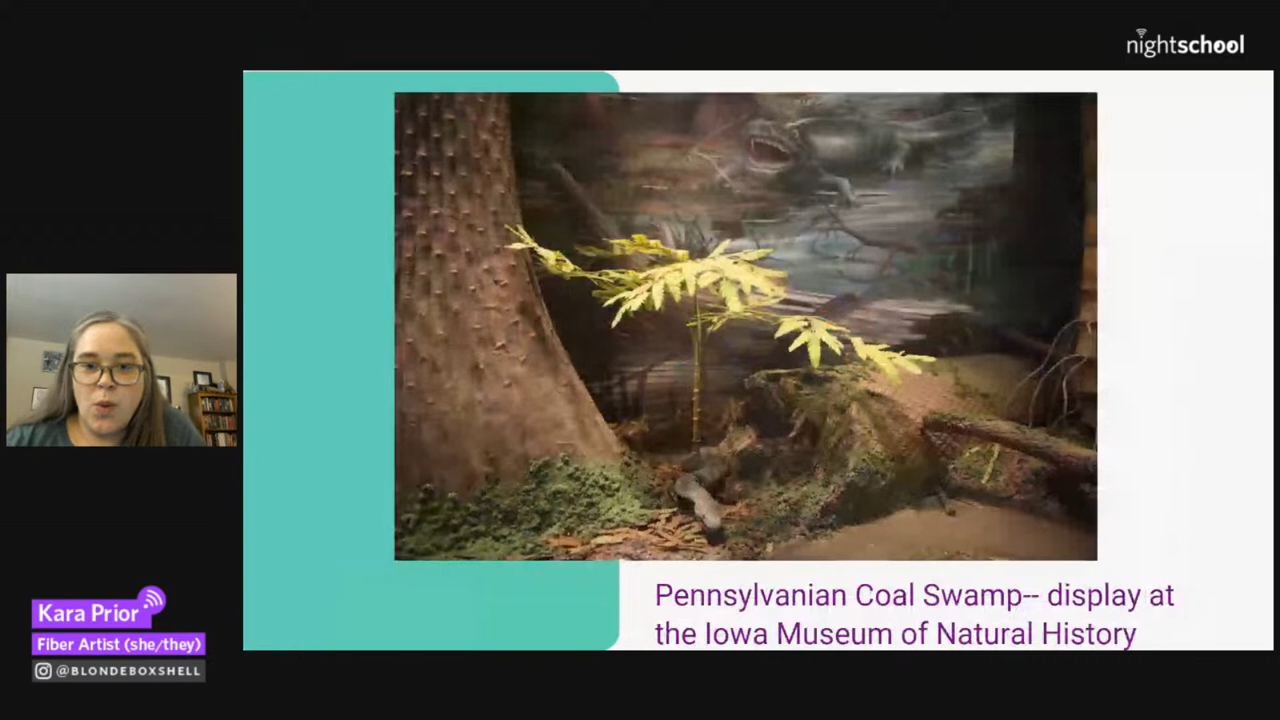 nightschool
Pennsylvanian Coal Swamp-- display at
the Iowa Museum of Natural History
Kara Prior
Fiber Artist (she/they)
@BLONDEBOXSHELL